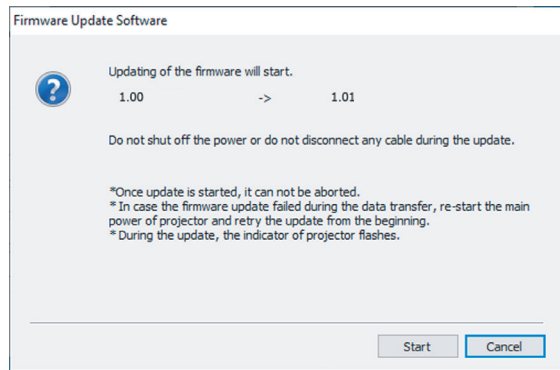 Firmware Update Software
Updating of the firmware will start.
1.00 -> 1.01
Do not shut off the power or do not disconnect any cable during the update.
*Once update is started, it can not be aborted.
* In case the firmware update failed during the data transfer, re-start the main
power of projector and retry the update from the beginning.
* During the update, the indicator of projector flashes.
Start Cancel